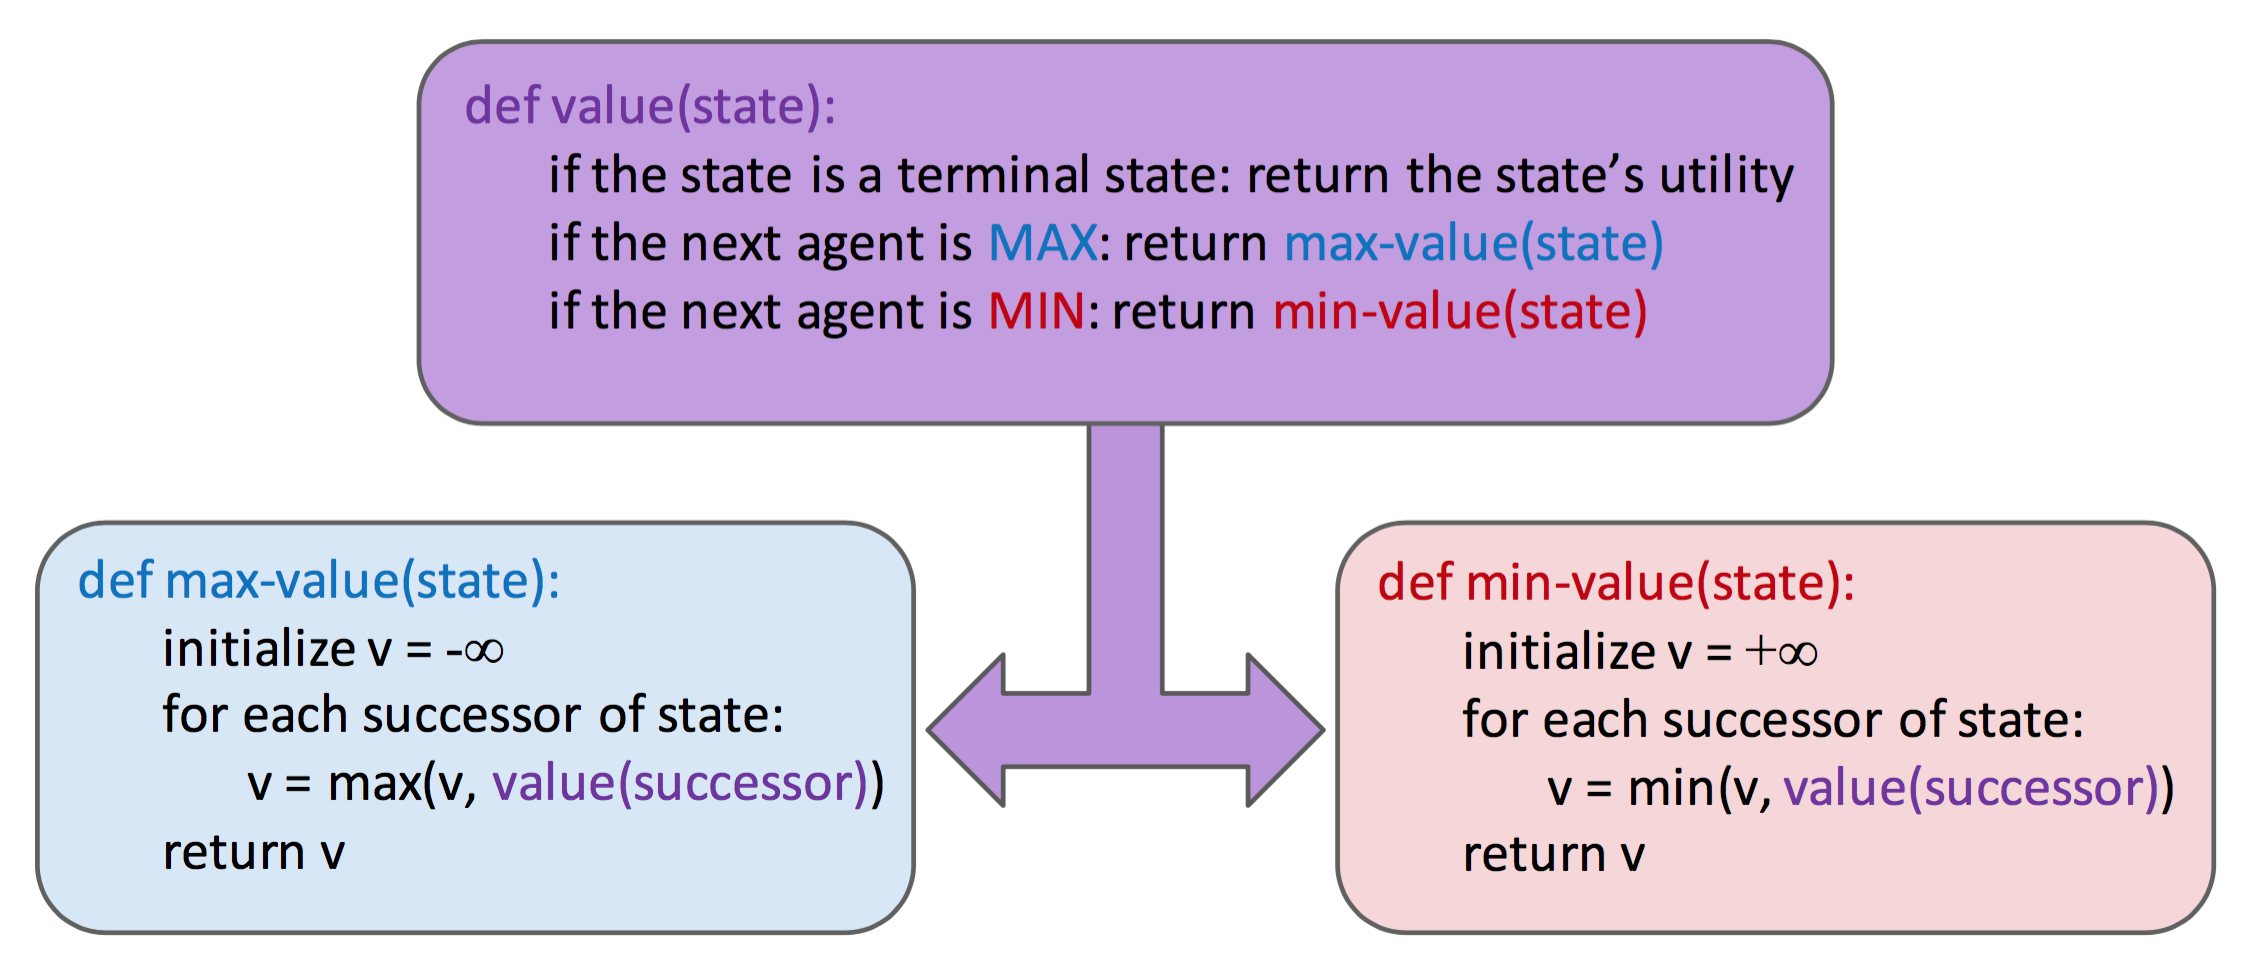 def value(state):
if the state is a terminal state: return the state’s utility
if the next agent is MAX: return max-value(state)
if the next agent is MIN: return min-value(state)
def max-value(state):
initialize v = -∞
for each successor of state:
v = max(v, value(successor))
return v
def min-value(state):
initialize v = +∞
for each successor of state:
v = min(v, value(successor))
return v